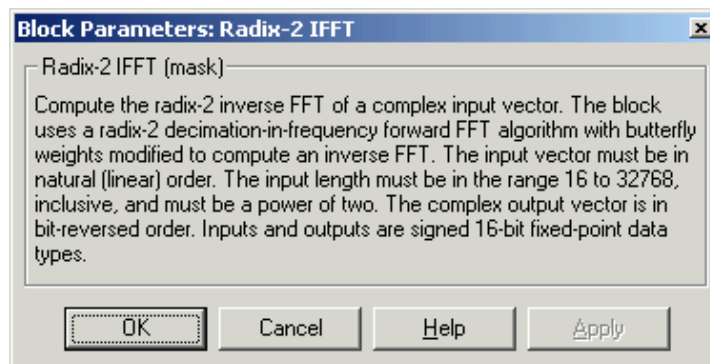 Block Parameters: Radix-2 IFFT
Radix-2 IFFT (mask)
Compute the radix-2 inverse FFT of a complex input vector. The block
uses a radix-2 decimation-in-frequency forward FFT algorithm with butterfly
weights modified to compute an inverse FFT. The input vector must be in
natural (linear) order. The input length must be in the range 16 to 32768,
inclusive, and must be a power of two. The complex output vector is in
bit-reversed order. Inputs and outputs are signed 16-bit fixed-point data
types.
OK Cancel Help Apply